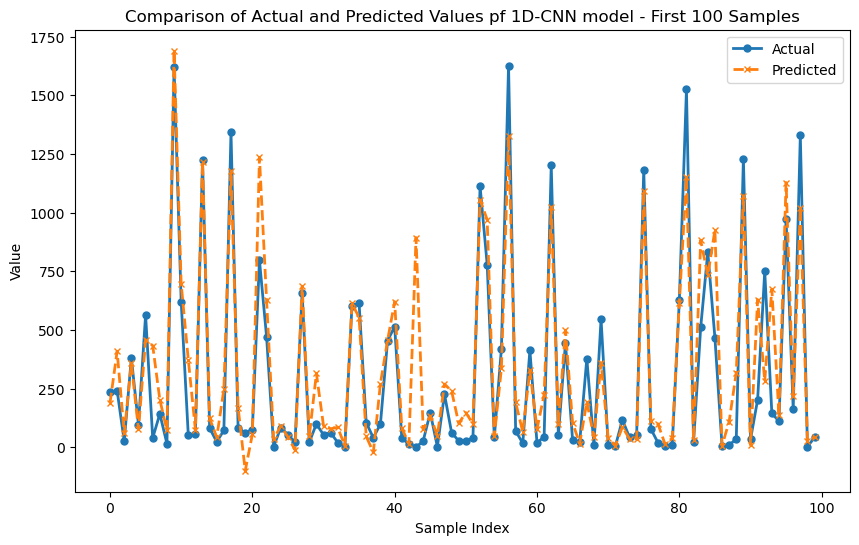 Comparison of Actual and Predicted Values pf 1D-CNN model - First 100 Samples
Actual
Predicted
Value
1750
1500
1250
1000
750
500
250
0
0 20 40 60 80 100
Sample Index